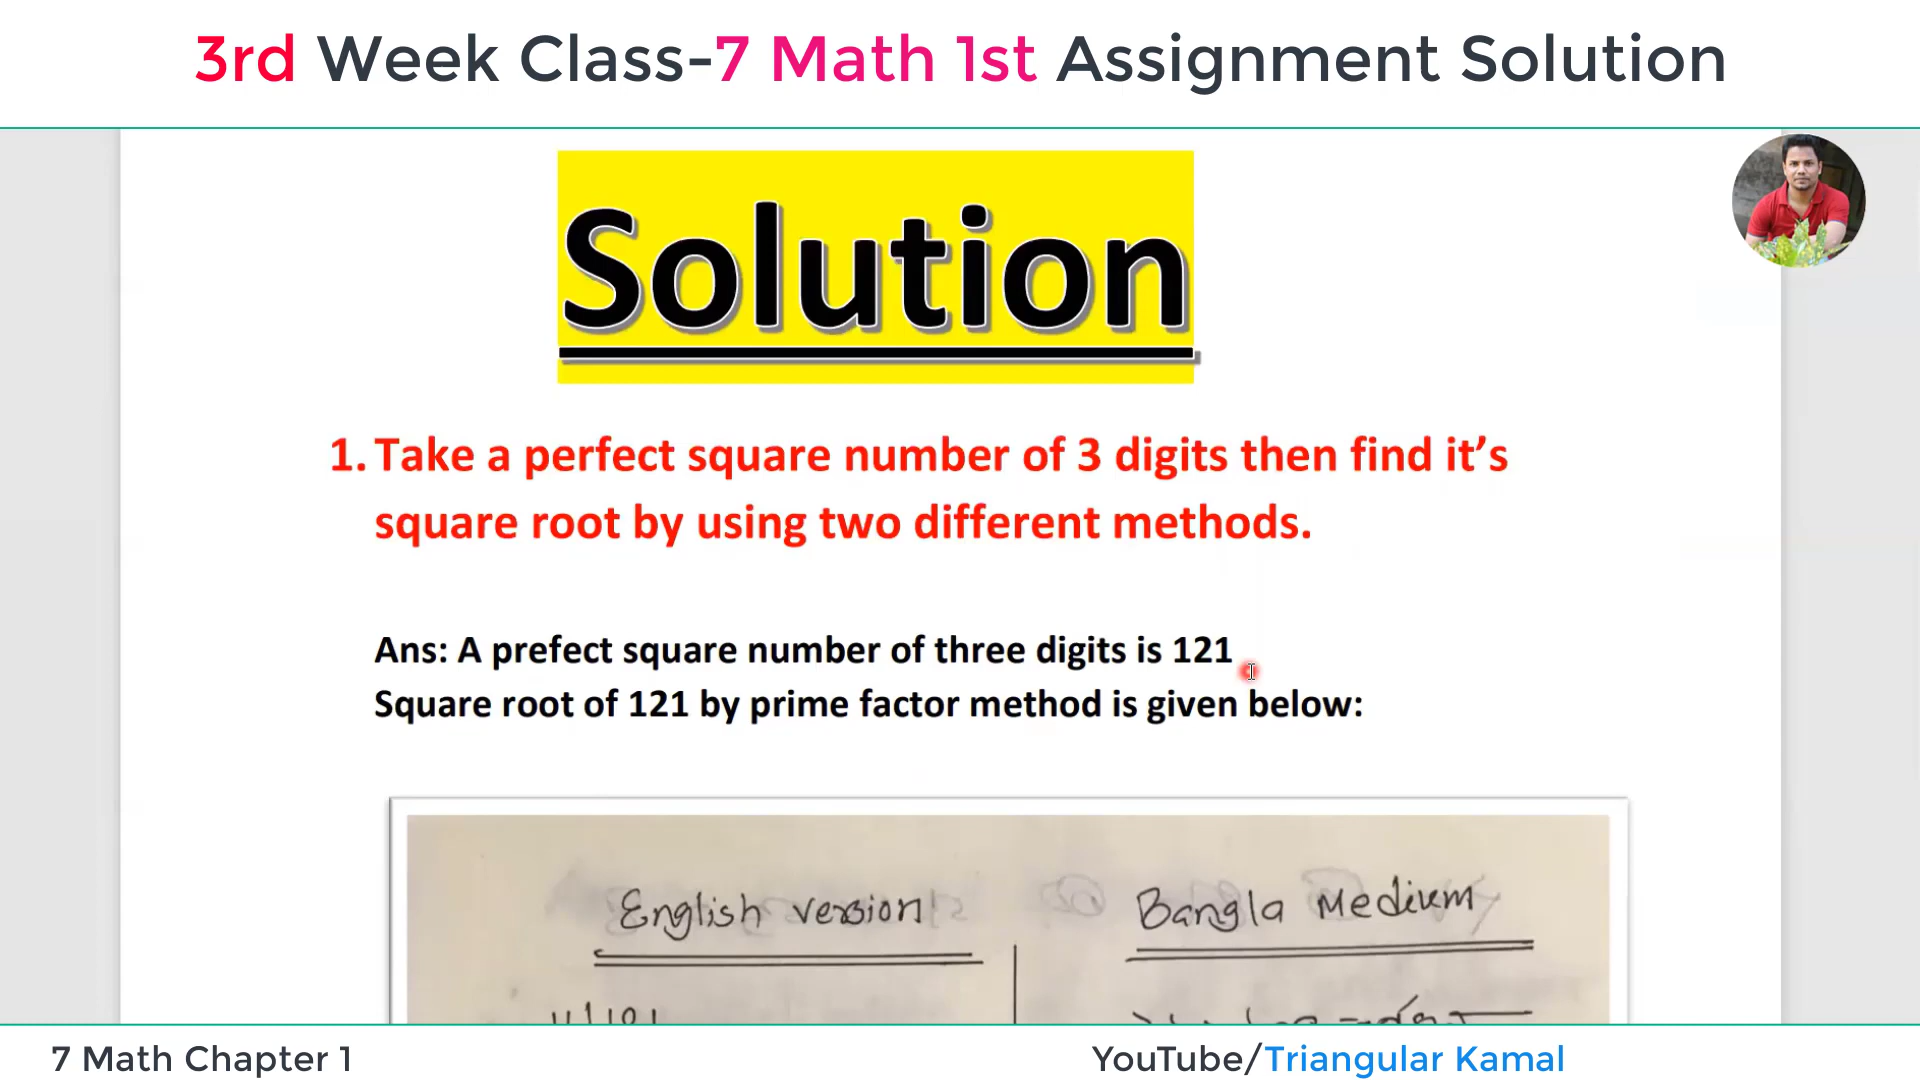 3rd Week Class-7 Math 1st Assignment Solution
Solution
1. Take a perfect square number of 3 digits then find it's
square root by using two different methods.
Ans: A prefect square number of three digits is 121
Square root of 121 by prime factor method is given below:
English version
Bangla Medium
7 Math Chapter 1
YouTube/Triangular Kamal